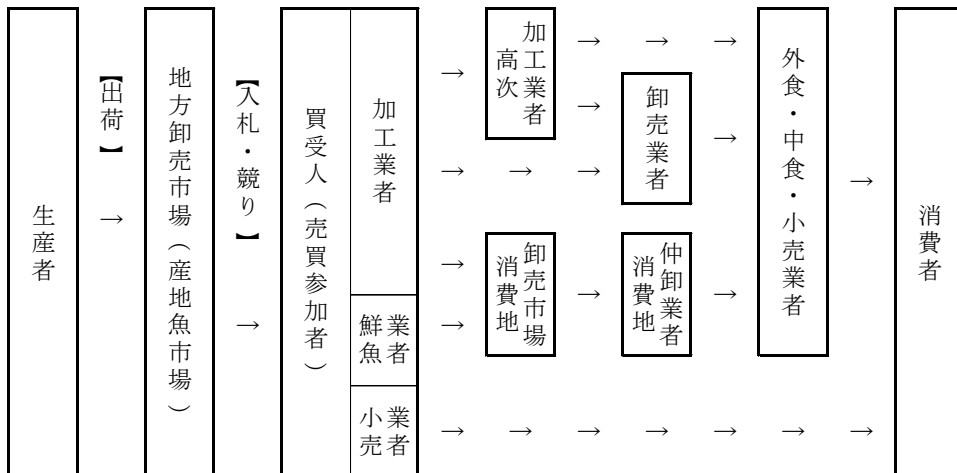 生産者
【出荷】
→
地方卸売市場(産地魚市場)
【入札・競り】
→
買受人(売買参加者)
加工業者
鮮魚業者
小売業者
→
→
→
→
→
高次加工業者
→
→
→
消費地卸売市場
→
→
→
→
卸売業者
→
→
消費地仲卸業者
→
→
→
→
→
外食・中食・小売業者
→
→
→
消費者